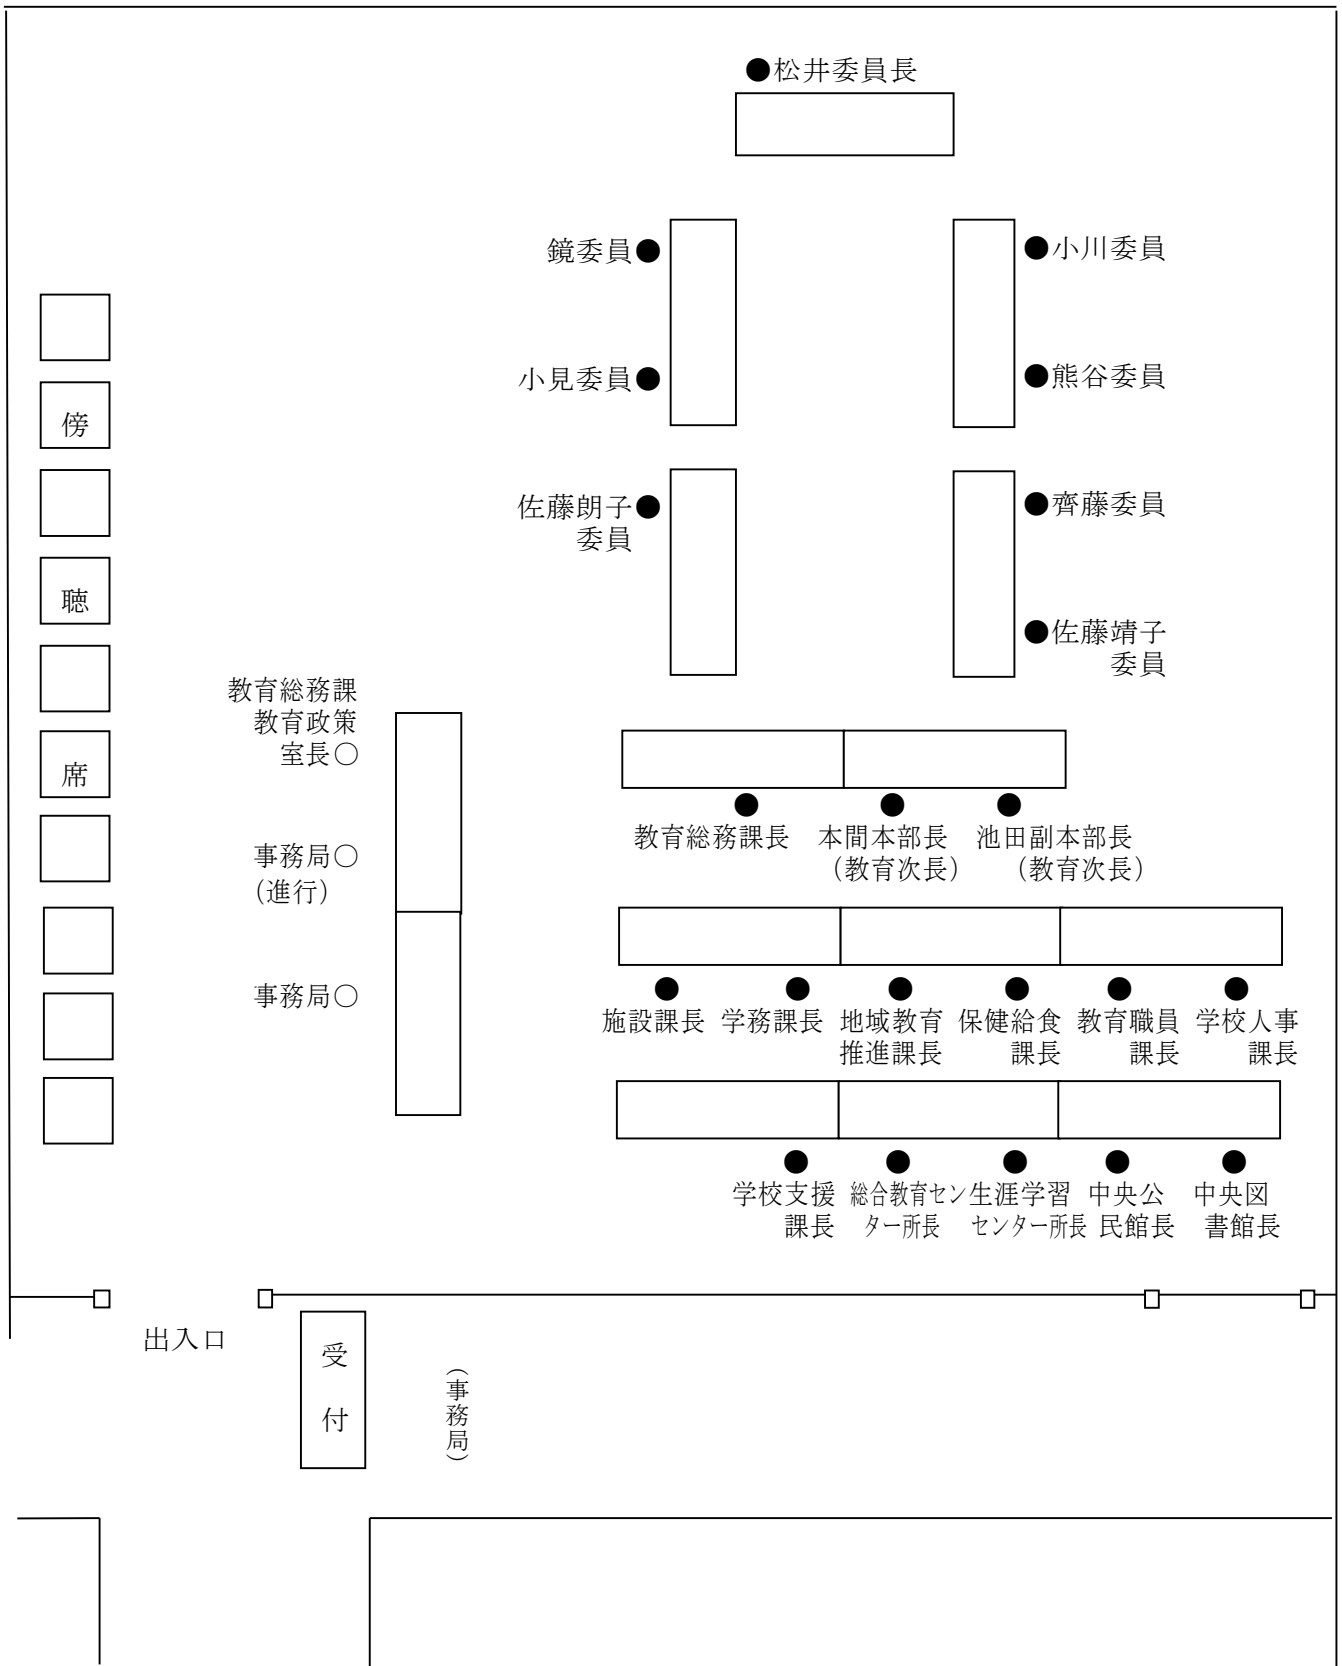 ●松井委員長
鏡委員●
●小川委員
小見委員●
●熊谷委員
佐藤朗子●
委員
●齊藤委員
●佐藤靖子
委員
傍
聴
席
教育総務課
教育政策
室長○
事務局○
(進行)
事務局○
教育総務課長
本間本部長
（教育次長）
池田副本部長
（教育次長）
施設課長
学務課長
地域教育
推進課長
保健給食
課長
教育職員
課長
学校人事
課長
学校支援
課長
総合教育セン
ター所長
生涯学習
センター所長
中央公
民館長
中央図
書館長
出入口
受
付
（事務局）